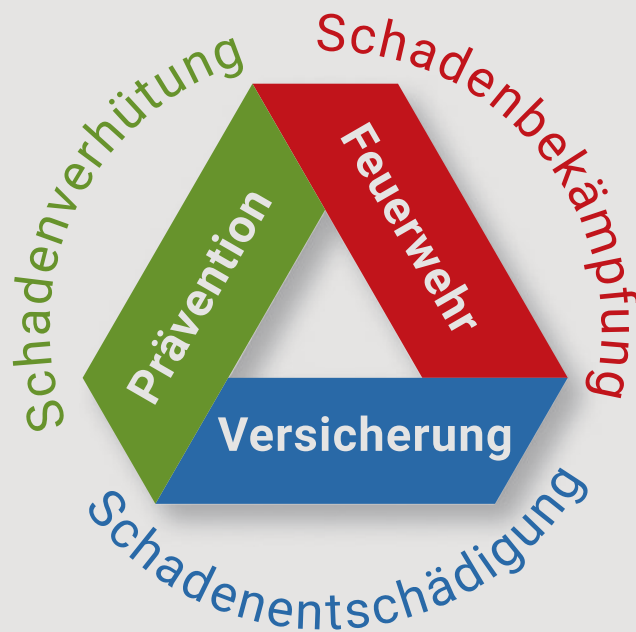 Schadenverhütung
Schadenbekämpfung
Prävention
Feuerwehr
Versicherung
Schadenentschädigung